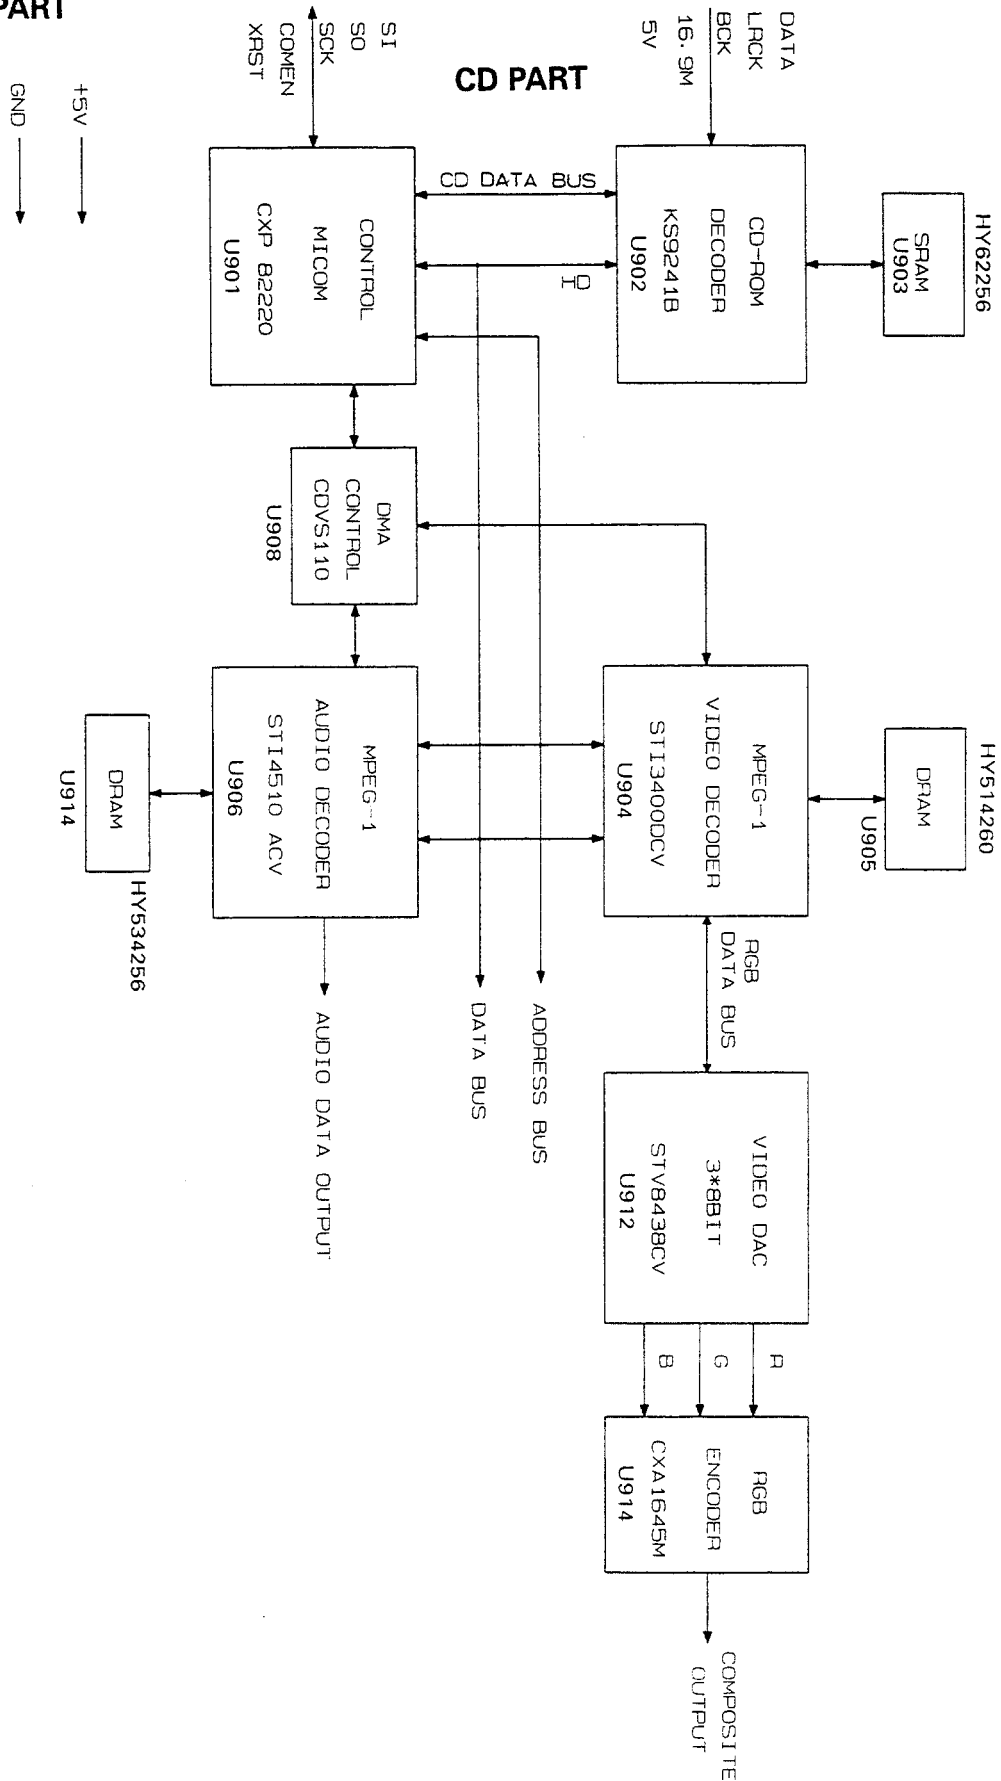 PART
CD PART
+5V
GND
SI
SO
SCK
COMEN
XRST
DATA
LRCK
BCK
16.9M
5V
CONTROL
MICOM
CXP 82220
U901
CD DATA BUS
CD-ROM
DECODER
KS9241B
U902
HY62256
SRAM
U903
DMA
CONTROL
CDVS110
U908
MPEG-1
AUDIO DECODER
STI4510 ACV
U906
DRAM
U914
HY534256
MPEG-1
VIDEO DECODER
STI3400DCV
U904
HY514260
DRAM
U905
AUDIO DATA OUTPUT
DATA BUS
ADDRESS BUS
RGB
DATA BUS
VIDEO DAC
3*8BIT
STV8438CV
U912
R
G
B
RGB
ENCODER
CXA1645M
U914
COMPOSITE
OUTPUT